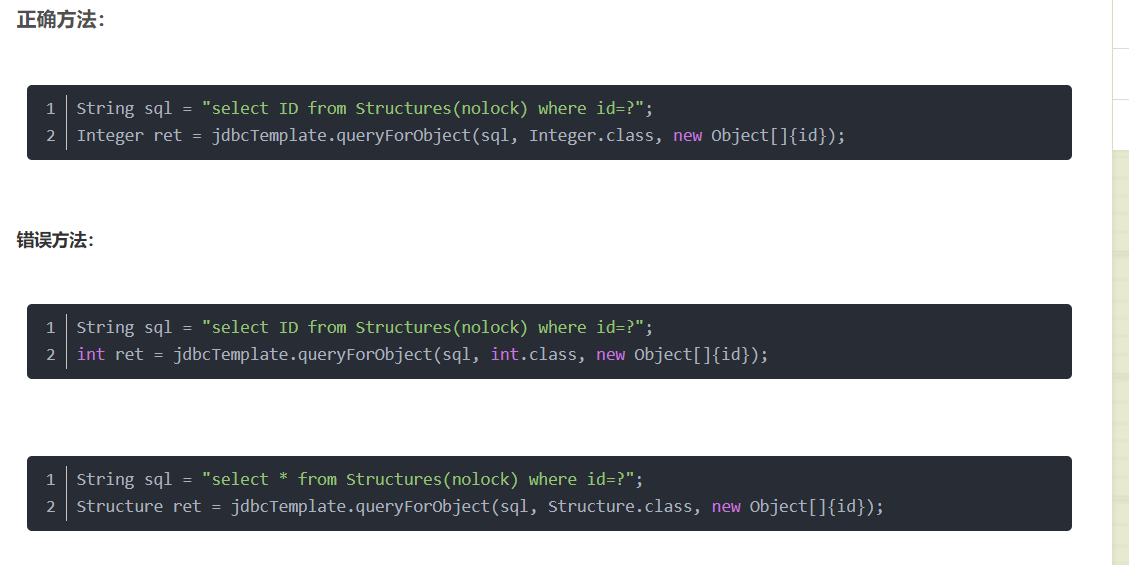 正确方法:
1 String sql = "select ID from Structures(nolock) where id=?";
2 Integer ret = jdbcTemplate.queryForObject(sql, Integer.class, new Object[]{id});
错误方法:
1 String sql = "select ID from Structures(nolock) where id=?";
2 int ret = jdbcTemplate.queryForObject(sql, int.class, new Object[]{id});
1 String sql = "select * from Structures(nolock) where id=?";
2 Structure ret = jdbcTemplate.queryForObject(sql, Structure.class, new Object[]{id});